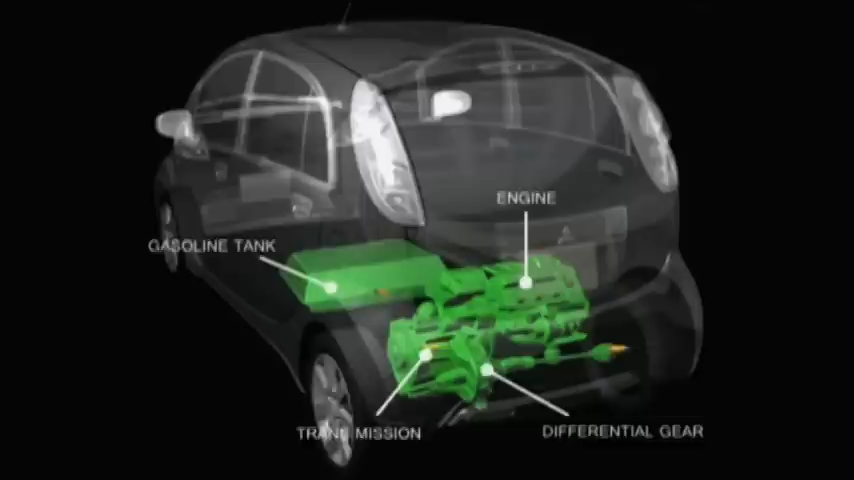 ENGINE
GASOLINE TANK
TRANSMISSION
DIFFERENTIAL GEAR